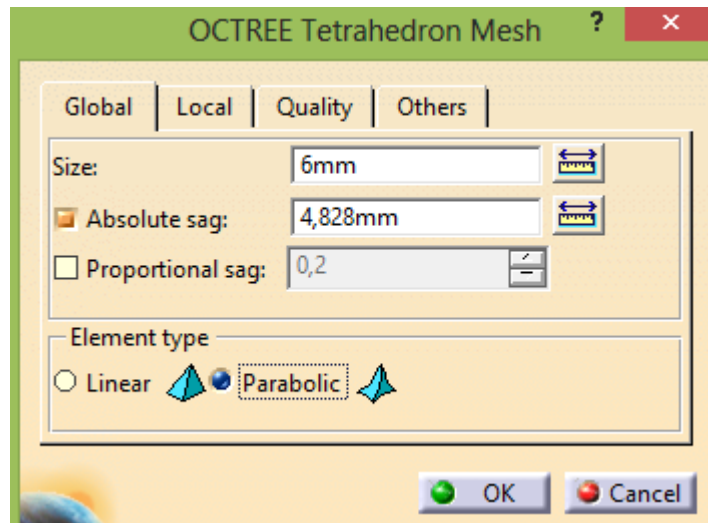 OCTREE Tetrahedron Mesh ? ×
Global Local Quality Others
Size: 6mm
Absolute sag: 4,828mm
Proportional sag: 0,2
Element type
Linear Parabolic
OK Cancel